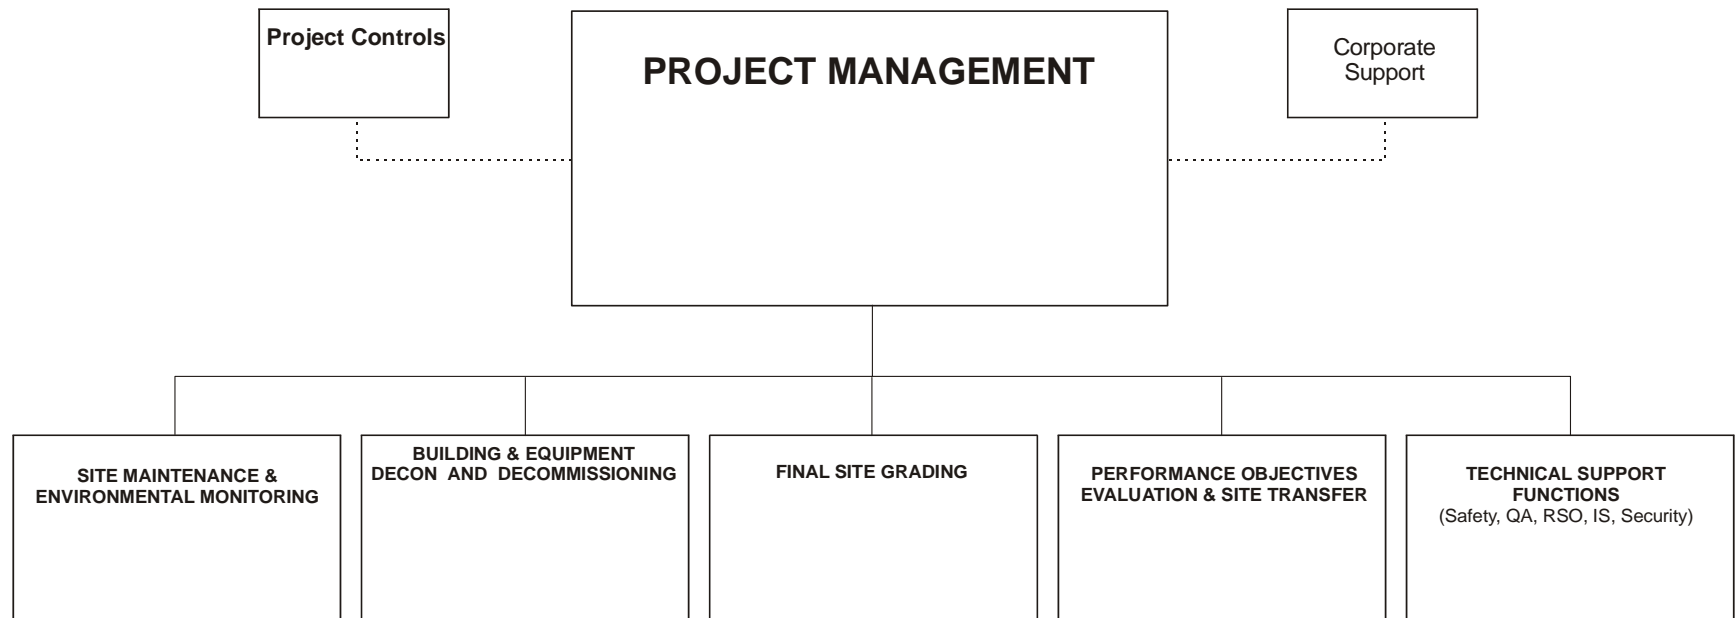 Project Controls
PROJECT MANAGEMENT
Corporate
Support
SITE MAINTENANCE &
ENVIRONMENTAL MONITORING
BUILDING & EQUIPMENT
DECON AND DECOMMISSIONING
FINAL SITE GRADING
PERFORMANCE OBJECTIVES
EVALUATION & SITE TRANSFER
TECHNICAL SUPPORT
FUNCTIONS
(Safety, QA, RSO, IS, Security)